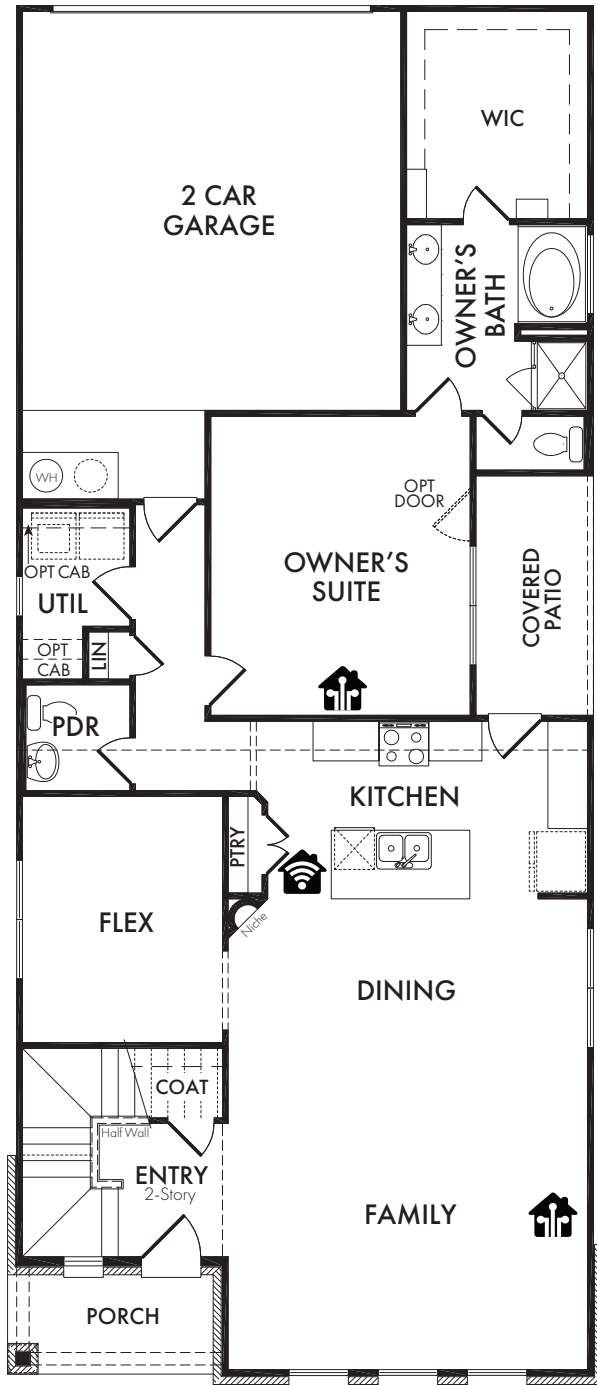 WIC
2 CAR
GARAGE
OWNER'S
BATH
WH
OPT
DOOR
OPT CAB
UTIL
OWNER'S
SUITE
COVERED
PATIO
OPT
CAB
LIN
PDR
KITCHEN
PTRY
Niche
FLEX
DINING
COAT
Half Wall
ENTRY
2-Story
FAMILY
PORCH